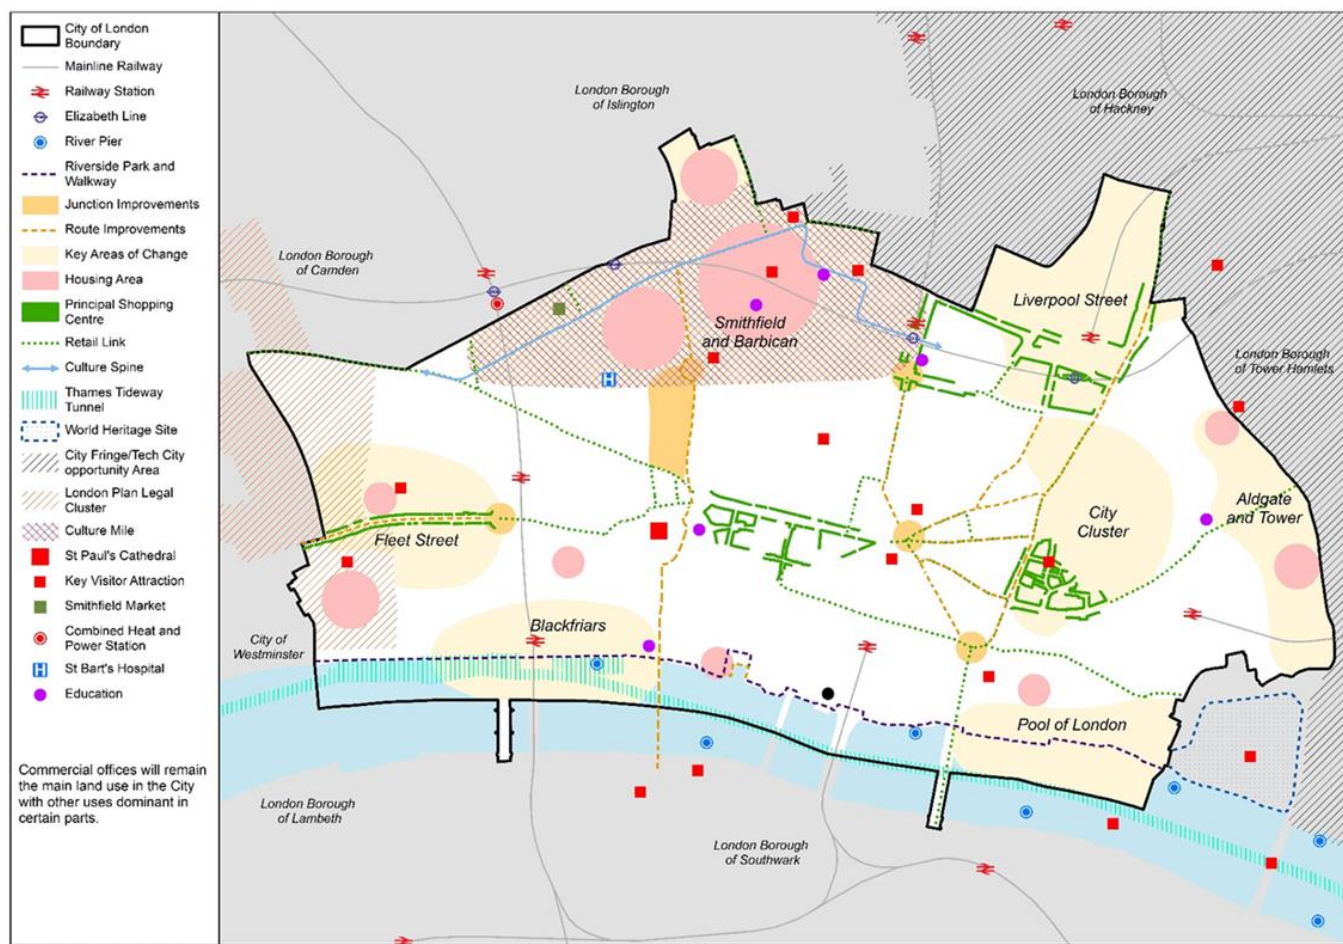 City of London
Boundary
Mainline Railway
Railway Station
Elizabeth Line
River Pier
Riverside Park and
Walkway
Junction Improvements
Route Improvements
Key Areas of Change
Housing Area
Principal Shopping
Centre
Retail Link
Culture Spine
Thames Tideway
Tunnel
World Heritage Site
City Fringe/Tech City
opportunity Area
London Plan Legal
Cluster
Culture Mile
St Paul's Cathedral
Key Visitor Attraction
Smithfield Market
Combined Heat and
Power Station
H
St Bart's Hospital
Education
Commercial offices will remain
the main land use in the City
with other uses dominant in
certain parts.
London Borough
of Islington
London Borough
of Hackney
London Borough
of Camden
Liverpool Street
Smithfield
and Barbican
London Borough
of Tower Hamlets
H
Aldgate
and Tower
City
Cluster
Fleet Street
Blackfriars
City of
Westminster
Pool of London
London Borough
of Lambeth
London Borough
of Southwark